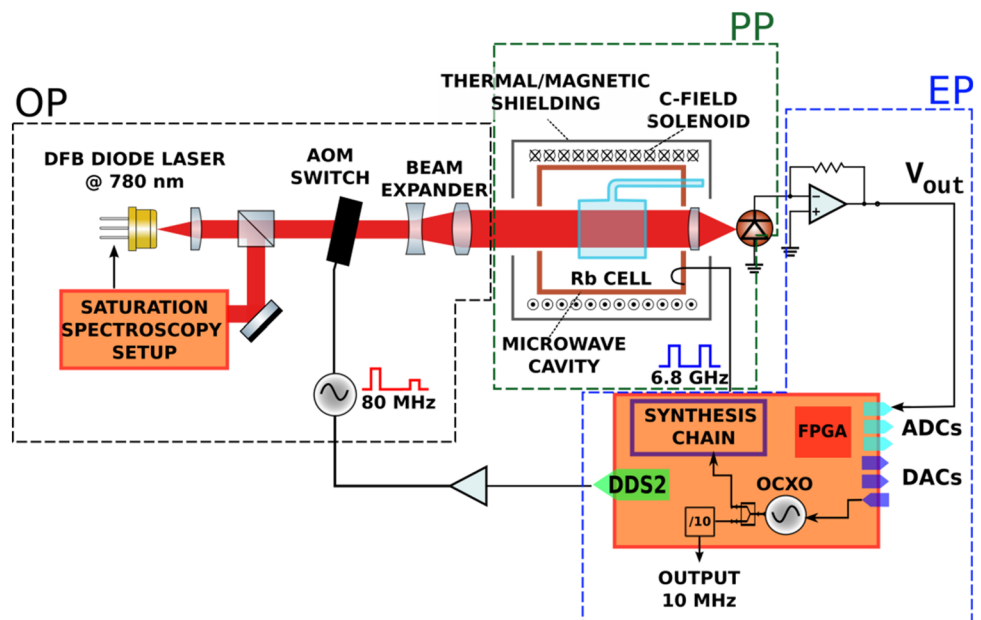 PP
OP
EP
THERMAL/MAGNETIC
SHIELDING
C-FIELD
SOLENOID
DFB DIODE LASER
@ 780 nm
AOM
SWITCH
BEAM
EXPANDER
Vout
−
+
Rb CELL
SATURATION
SPECTROSCOPY
SETUP
MICROWAVE
CAVITY
6.8 GHz
80 MHz
SYNTHESIS
CHAIN
FPGA
ADCs
DACs
DDS2
OCXO
/10
OUTPUT
10 MHz